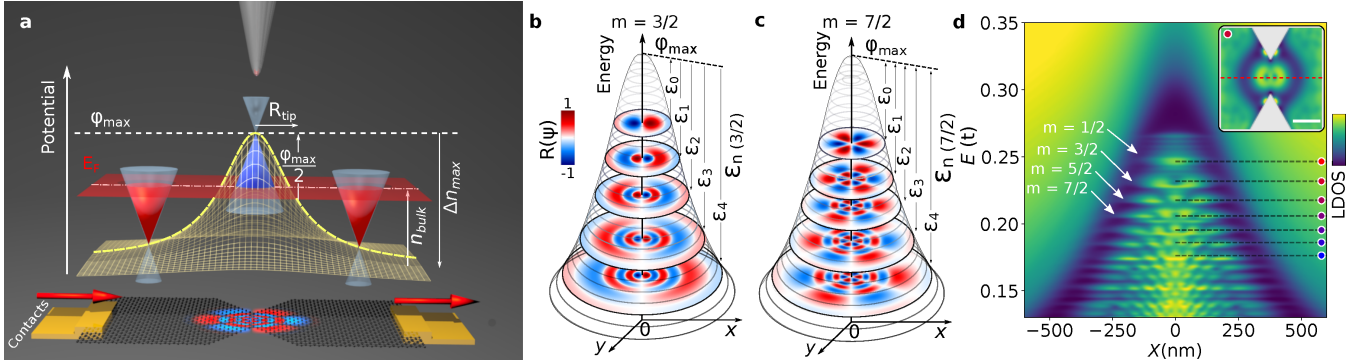 a
Potential
φmax
EF
Rtip
φmax
2
Δnmax
nbulk
Contacts
b
m = 3/2
Energy
φmax
ε0
ε1
ε2
ε3
ε4
εn (3/2)
1
R(ψ)
-1
0
x
y
c
m = 7/2
Energy
φmax
ε0
ε1
ε2
ε3
ε4
εn (7/2)
0
x
y
d
0.35
0.30
0.25
0.20
0.15
E (t)
m = 1/2
m = 3/2
m = 5/2
m = 7/2
−500
−250
0
250
500
X(nm)
LDOS